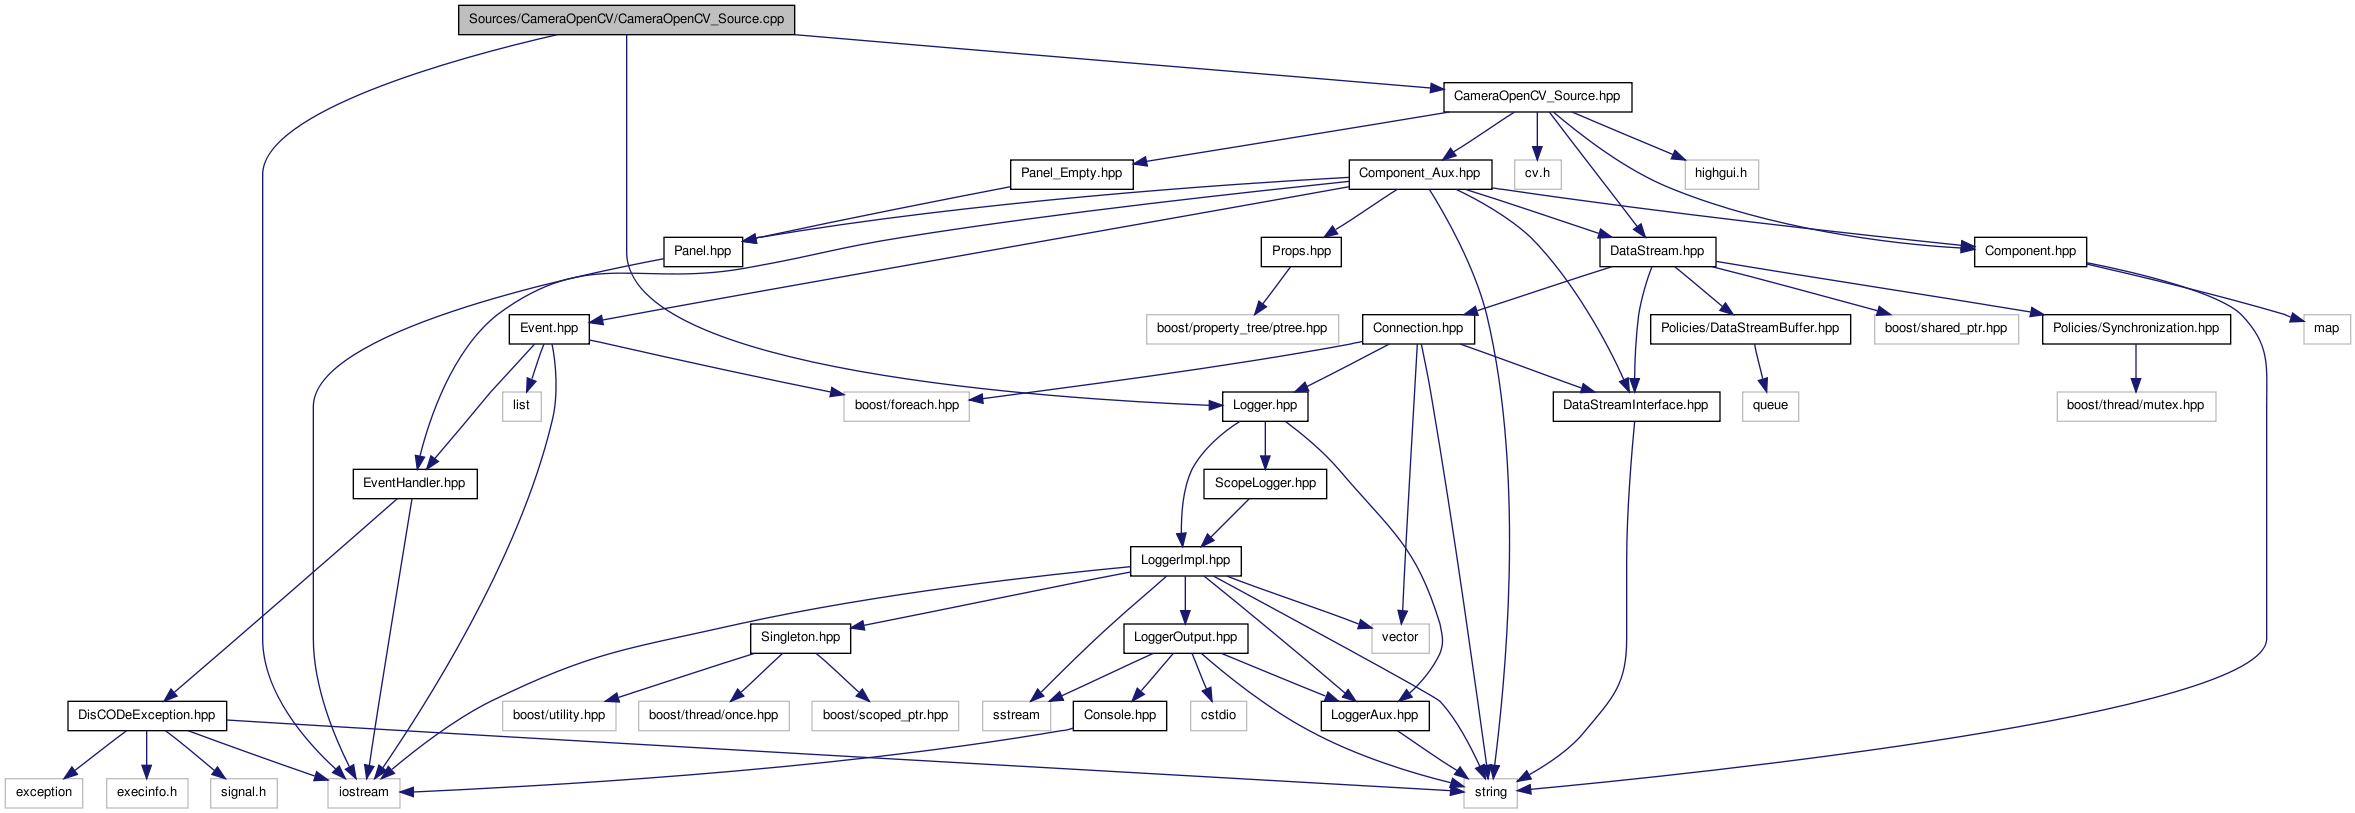 Sources/CameraOpenCV/CameraOpenCV_Source.cpp
CameraOpenCV_Source.hpp
Panel_Empty.hpp
Component_Aux.hpp
cv.h
highgui.h
Panel.hpp
Props.hpp
DataStream.hpp
Component.hpp
Event.hpp
boost/property_tree/ptree.hpp
Connection.hpp
Policies/DataStreamBuffer.hpp
boost/shared_ptr.hpp
Policies/Synchronization.hpp
map
list
boost/foreach.hpp
Logger.hpp
DataStreamInterface.hpp
queue
boost/thread/mutex.hpp
EventHandler.hpp
ScopeLogger.hpp
LoggerImpl.hpp
Singleton.hpp
LoggerOutput.hpp
vector
DisCODeException.hpp
boost/utility.hpp
boost/thread/once.hpp
boost/scoped_ptr.hpp
sstream
Console.hpp
cstdio
LoggerAux.hpp
exception
execinfo.h
signal.h
iostream
string